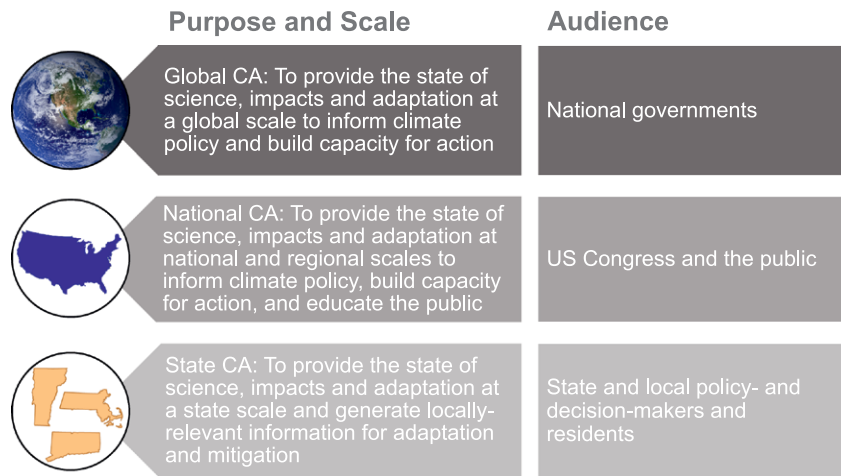 Purpose and Scale
Audience
Global CA: To provide the state of
science, impacts and adaptation at
a global scale to inform climate
policy and build capacity for action
National governments
National CA: To provide the state of
science, impacts and adaptation at
national and regional scales to
inform climate policy, build capacity
for action, and educate the public
US Congress and the public
State CA: To provide the state of
science, impacts and adaptation at
a state scale and generate locally-
relevant information for adaptation
and mitigation
State and local policy- and
decision-makers and
residents